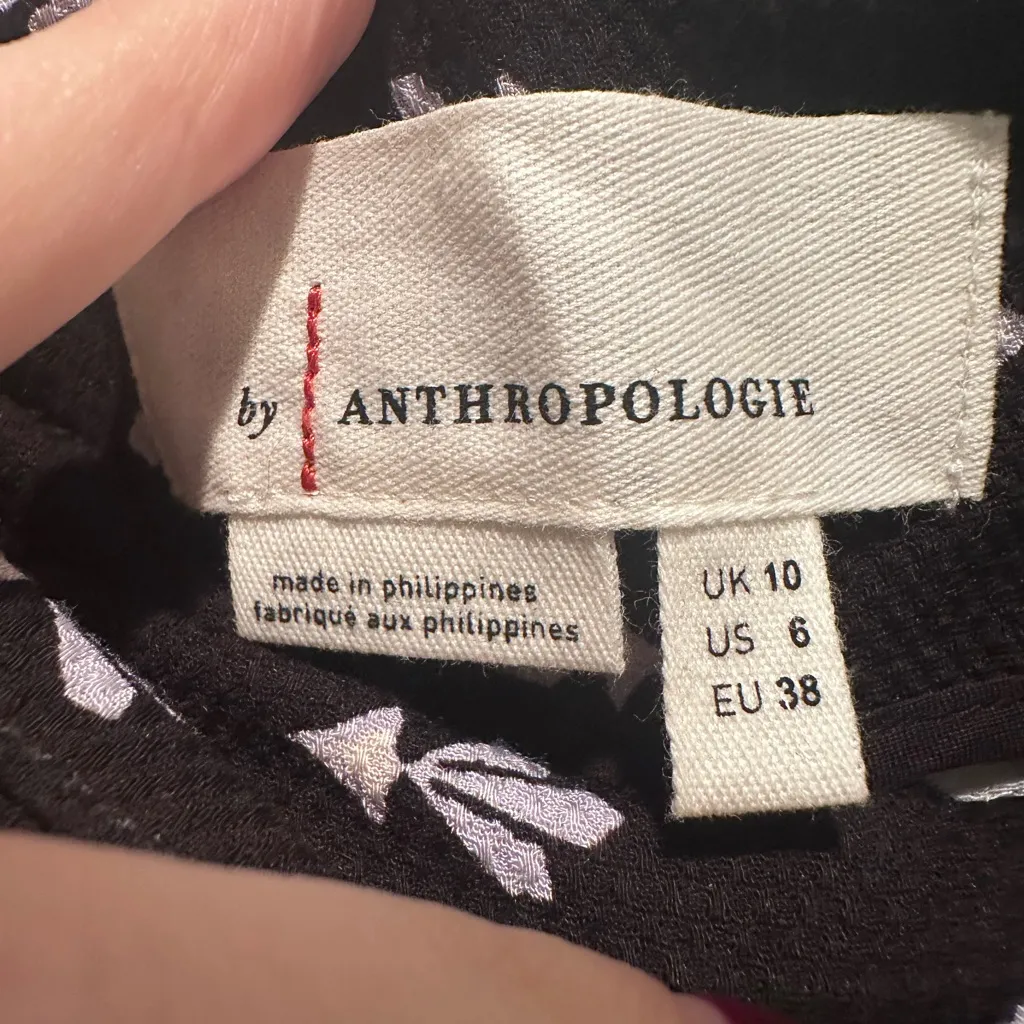 by ANTHROPOLOGIE
made in philippines
fabriqué aux philippines
UK 10
US 6
EU 38